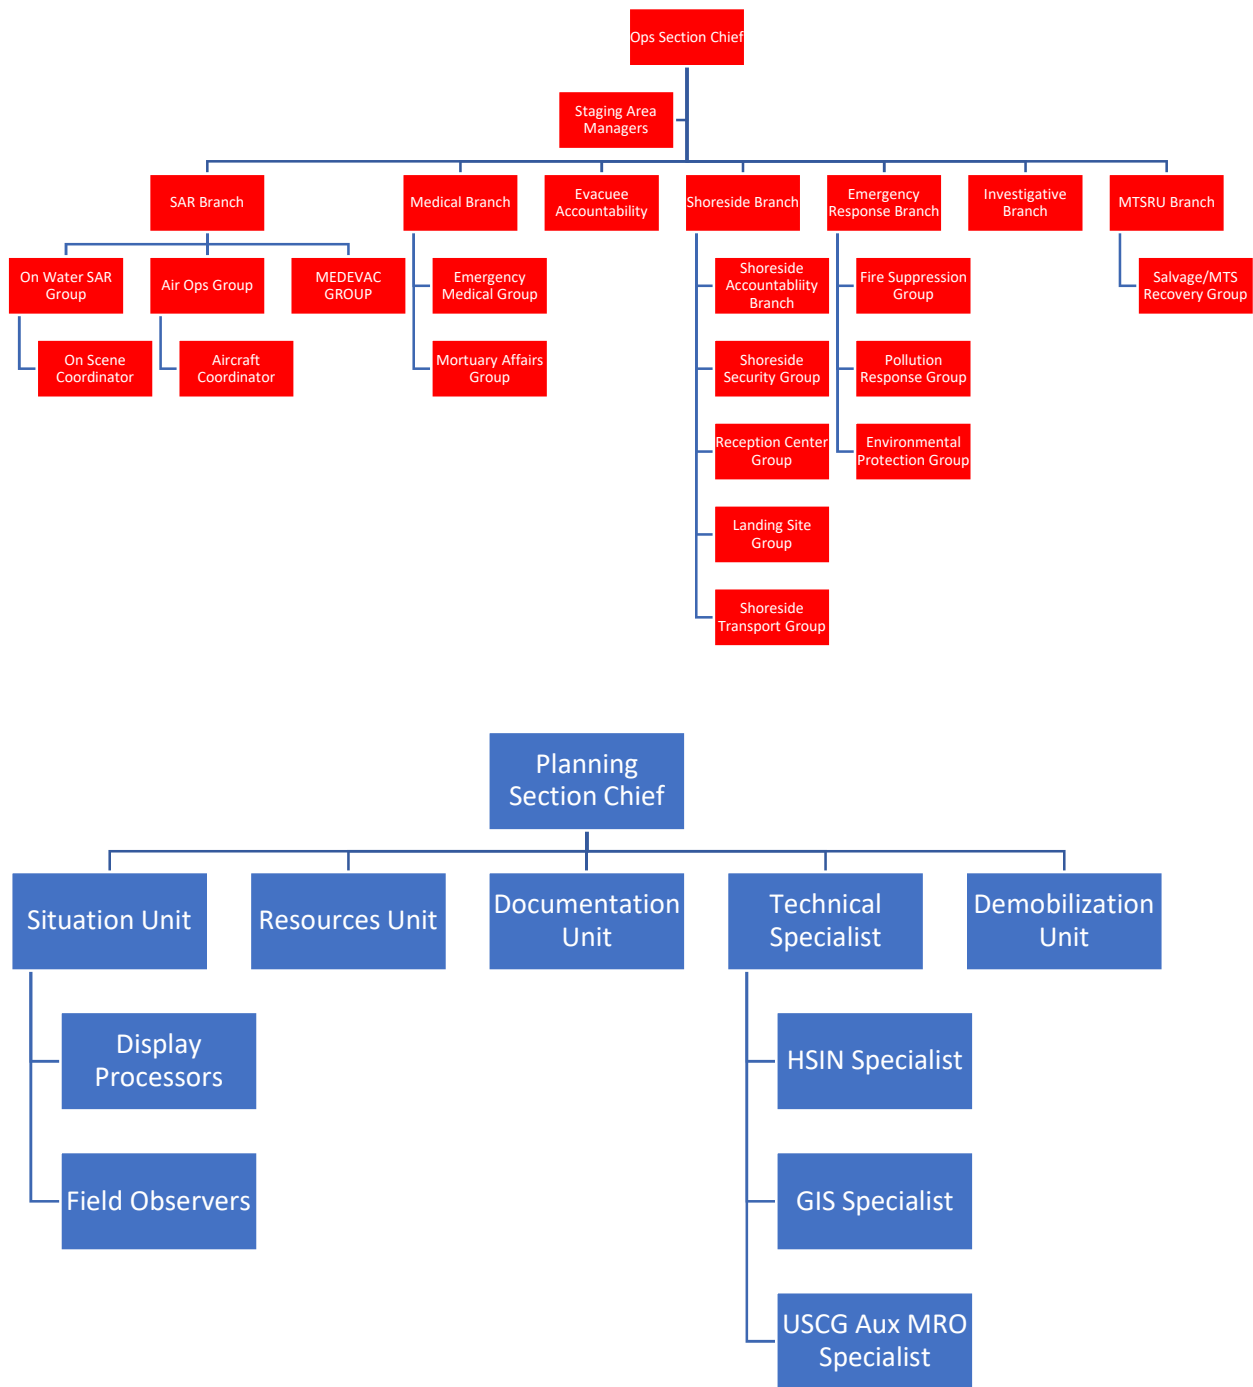 Ops Section Chief
Staging Area
Managers
SAR Branch
Medical Branch
Evacuee
Accountability
Shoreside Branch
Emergency
Response Branch
Investigative
Branch
MTSRU Branch
On Water SAR
Group
Air Ops Group
MEDEVAC
GROUP
Emergency
Medical Group
Shoreside
Accountabliity
Branch
Fire Suppression
Group
Salvage/MTS
Recovery Group
On Scene
Coordinator
Aircraft
Coordinator
Mortuary Affairs
Group
Shoreside
Security Group
Pollution
Response Group
Reception Center
Group
Environmental
Protection Group
Landing Site
Group
Shoreside
Transport Group
Planning
Section Chief
Situation Unit
Resources Unit
Documentation
Unit
Technical
Specialist
Demobilization
Unit
Display
Processors
HSIN Specialist
Field Observers
GIS Specialist
USCG Aux MRO
Specialist